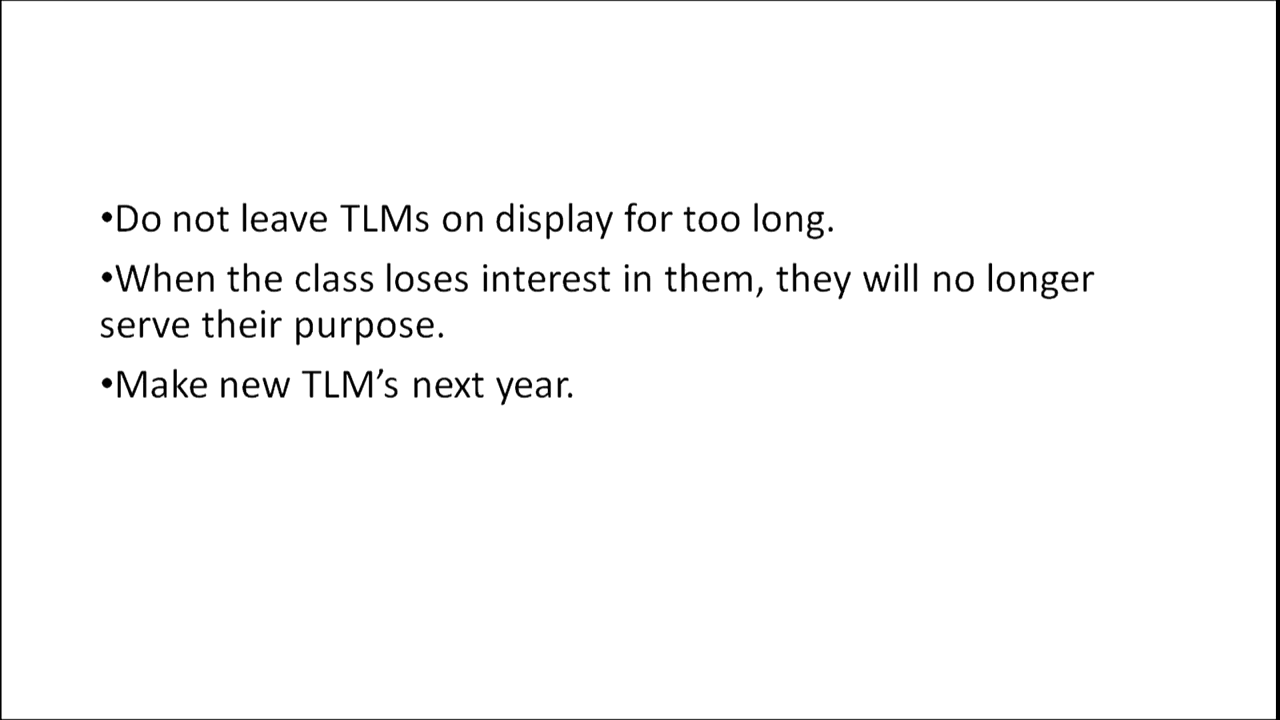 •Do not leave TLMs on display for too long.
•When the class loses interest in them, they will no longer
serve their purpose.
•Make new TLM’s next year.